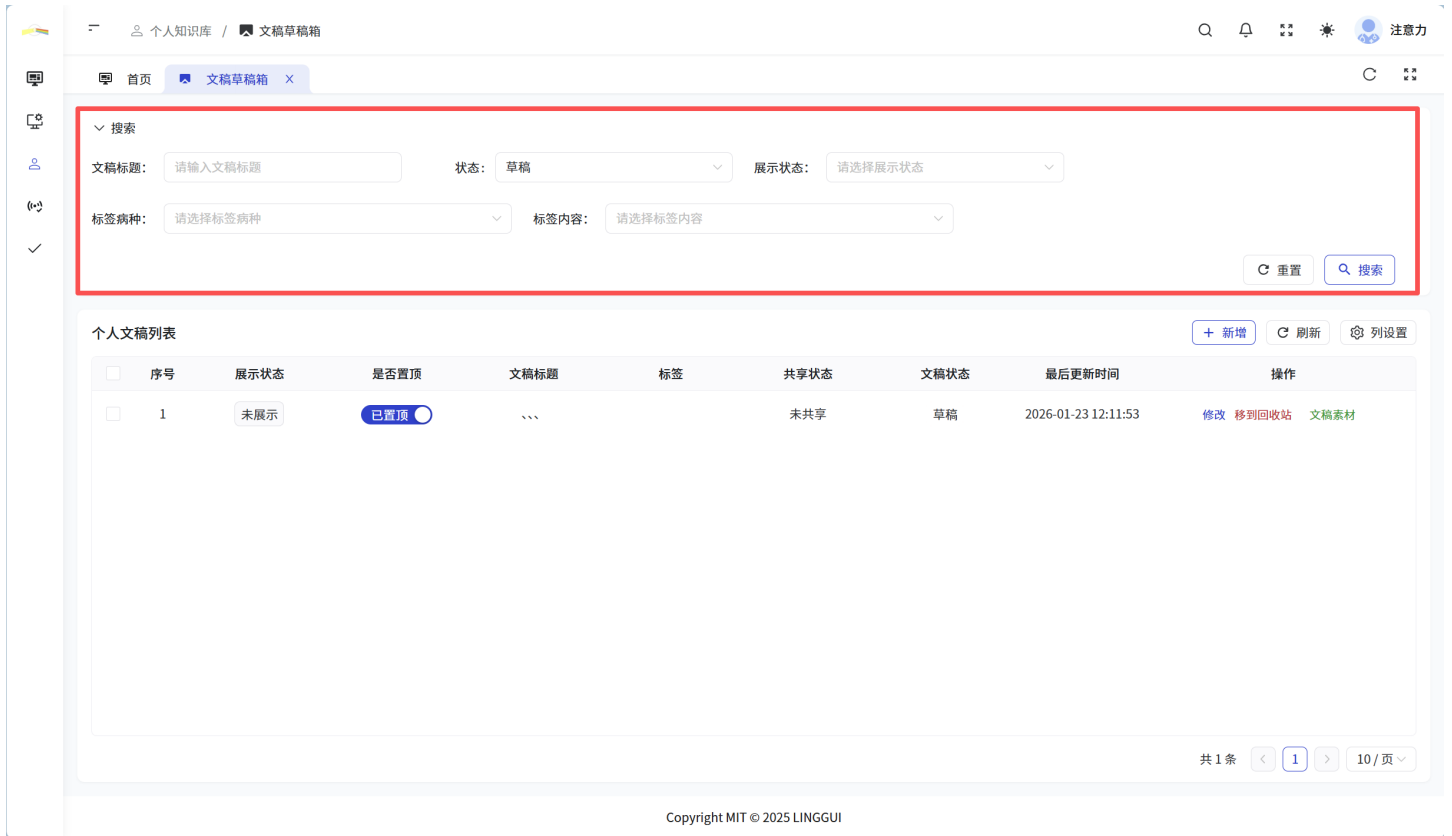 个人知识库 / 文稿草稿箱 注意力
首页 文稿草稿箱
搜索
文稿标题： 请输入文稿标题 状态： 草稿 展示状态： 请选择展示状态
标签病种： 请选择标签病种 标签内容： 请选择标签内容
重置 搜索
个人文稿列表 新增 刷新 列设置
序号 展示状态 是否置顶 文稿标题 标签 共享状态 文稿状态 最后更新时间 操作
1 未展示 已置顶 、、、 未共享 草稿 2026-01-23 12:11:53 修改 移到回收站 文稿素材
共 1 条 1 10 / 页
Copyright MIT © 2025 LINGGUI